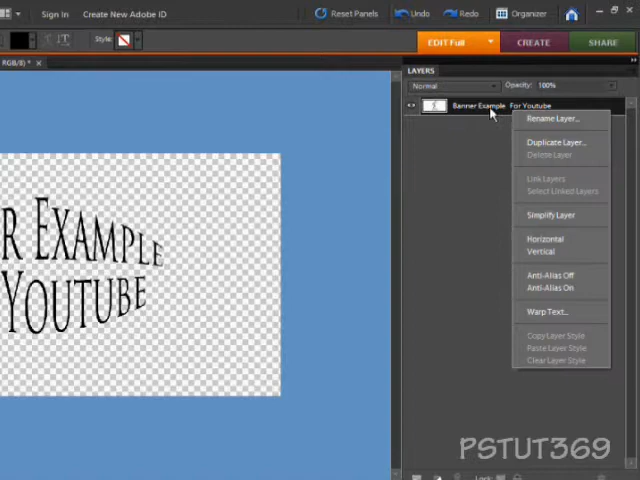 Sign In
Create New Adobe ID
Reset Panels
Undo
Redo
Organizer
Style:
EDIT Full
CREATE
SHARE
RGB/8) *
LAYERS
Normal
Opacity: 100%
Banner Example For Youtube
Rename Layer...
Duplicate Layer...
Delete Layer
Link Layers
Select Linked Layers
Simplify Layer
Horizontal
Vertical
Anti-Alias Off
Anti-Alias On
Warp Text...
Copy Layer Style
Paste Layer Style
Clear Layer Style
R EXAMPLE
YOUTUBE
PSTUT369
Lock: